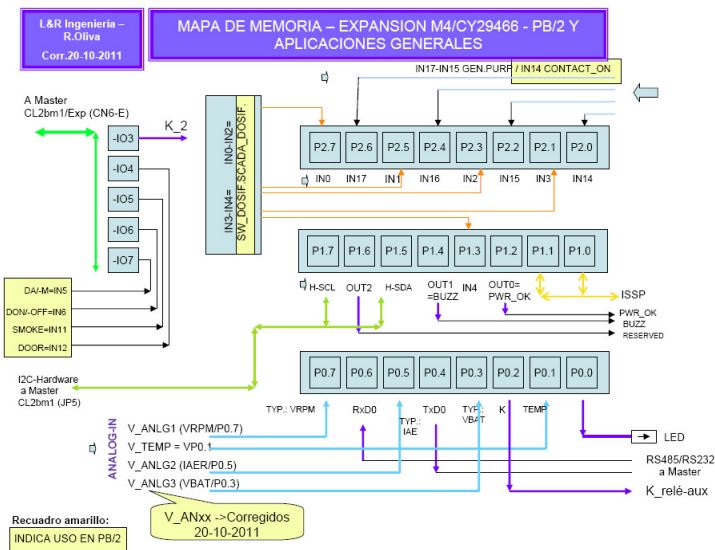 L&R Ingeniería –
R.Oliva
Corr.20-10-2011
MAPA DE MEMORIA – EXPANSION M4/CY29466 - PB/2 Y
APLICACIONES GENERALES
IN17-IN15 GEN.PURP / IN14 CONTACT_ON
A Master
CL2bm1/Exp (CN6-E)
K_2
-IO3
-IO4
-IO5
-IO6
-IO7
IN0-IN2=
SCADA_DOSIF.
IN3-IN4=
SW_DOSIF.
P2.7 P2.6 P2.5 P2.4 P2.3 P2.2 P2.1 P2.0
IN0 IN17 IN1 IN16 IN2 IN15 IN3 IN14
P1.7 P1.6 P1.5 P1.4 P1.3 P1.2 P1.1 P1.0
H-SCL OUT2 H-SDA OUT1 =BUZZ IN4 OUT0= PWR_OK
ISSP
PWR_OK
BUZZ
RESERVED
DA/-M=IN5
DON/-OFF=IN6
SMOKE=IN11
DOOR=IN12
I2C-Hardware
a Master
CL2bm1 (JP5)
P0.7 P0.6 P0.5 P0.4 P0.3 P0.2 P0.1 P0.0
TYP.: VRPM RxD0 TYP.: IAE TxD0 TYP.: VBAT K TEMP
ANALOG-IN
V_ANLG1 (VRPM/P0.7)
V_TEMP = VP0.1
V_ANLG2 (IAER/P0.5)
V_ANLG3 (VBAT/P0.3)
LED
RS485/RS232
a Master
K_relé-aux
V_ANxx ->Corregidos
20-10-2011
Recuadro amarillo:
INDICA USO EN PB/2